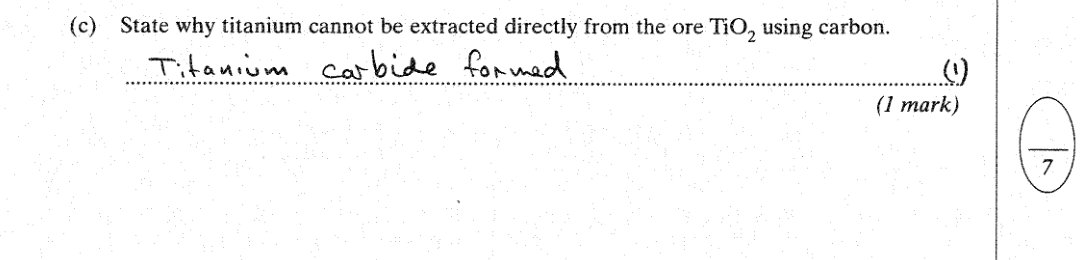 (c) State why titanium cannot be extracted directly from the ore TiO₂ using carbon.
Titanium carbide formed (1)
(1 mark)
7